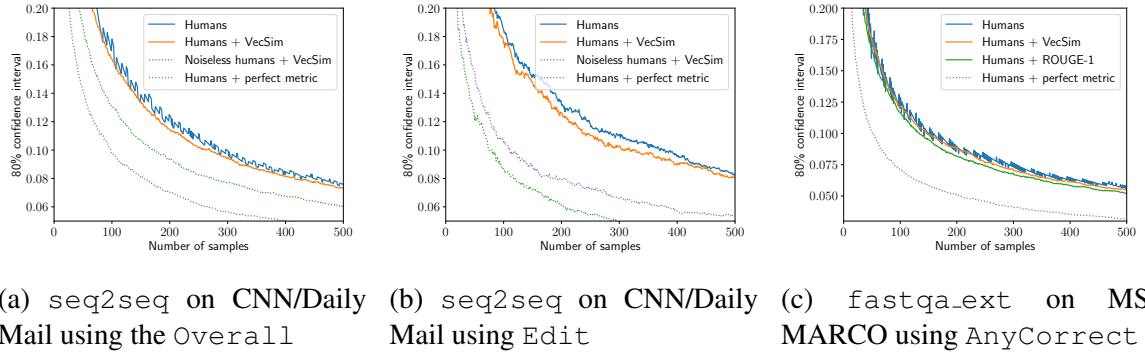 0.20
0.18
0.16
0.14
0.12
0.10
0.08
0.06
80% confidence interval
0
100
200
300
400
500
Number of samples
Humans
Humans + VecSim
Noiseless humans + VecSim
Humans + perfect metric
0.20
0.18
0.16
0.14
0.12
0.10
0.08
0.06
80% confidence interval
0
100
200
300
400
500
Number of samples
Humans
Humans + VecSim
Noiseless humans + VecSim
Humans + perfect metric
0.200
0.175
0.150
0.125
0.100
0.075
0.050
80% confidence interval
0
100
200
300
400
500
Number of samples
Humans
Humans + VecSim
Humans + ROUGE-1
Humans + perfect metric
(a) seq2seq on CNN/Daily
Mail using the Overall
(b) seq2seq on CNN/Daily
Mail using Edit
(c) fastqa_ext on MS
MARCO using AnyCorrect